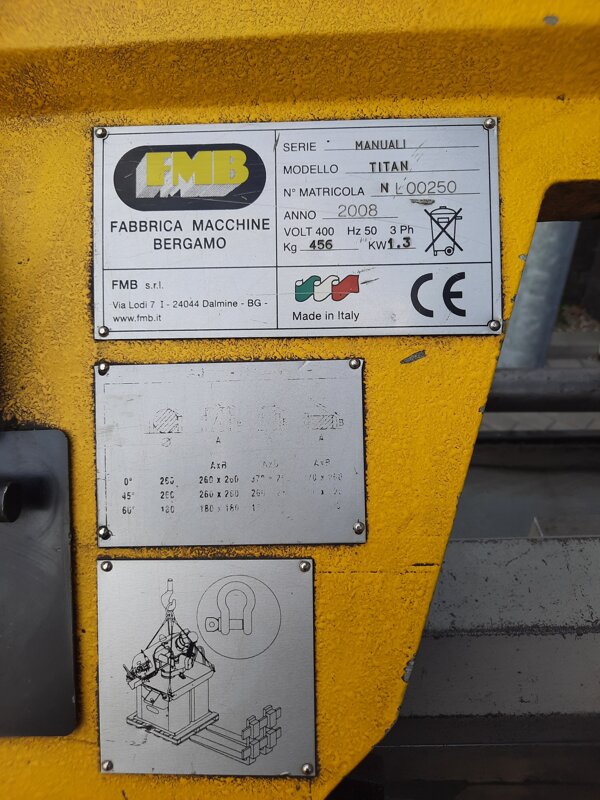 FMB
FABBRICA MACCHINE
BERGAMO
SERIE MANUALI
MODELLO TITAN
N° MATRICOLA N L 00250
ANNO 2008
VOLT 400 Hz 50 3 Ph
Kg 456 KW 1.3
FMB s.r.l.
Via Lodi 7 I - 24044 Dalmine - BG -
www.fmb.it
Made in Italy
CE
A A
AxB AxB
0° 260 x 260
45° 260 x 260
60° 180 180 x 180